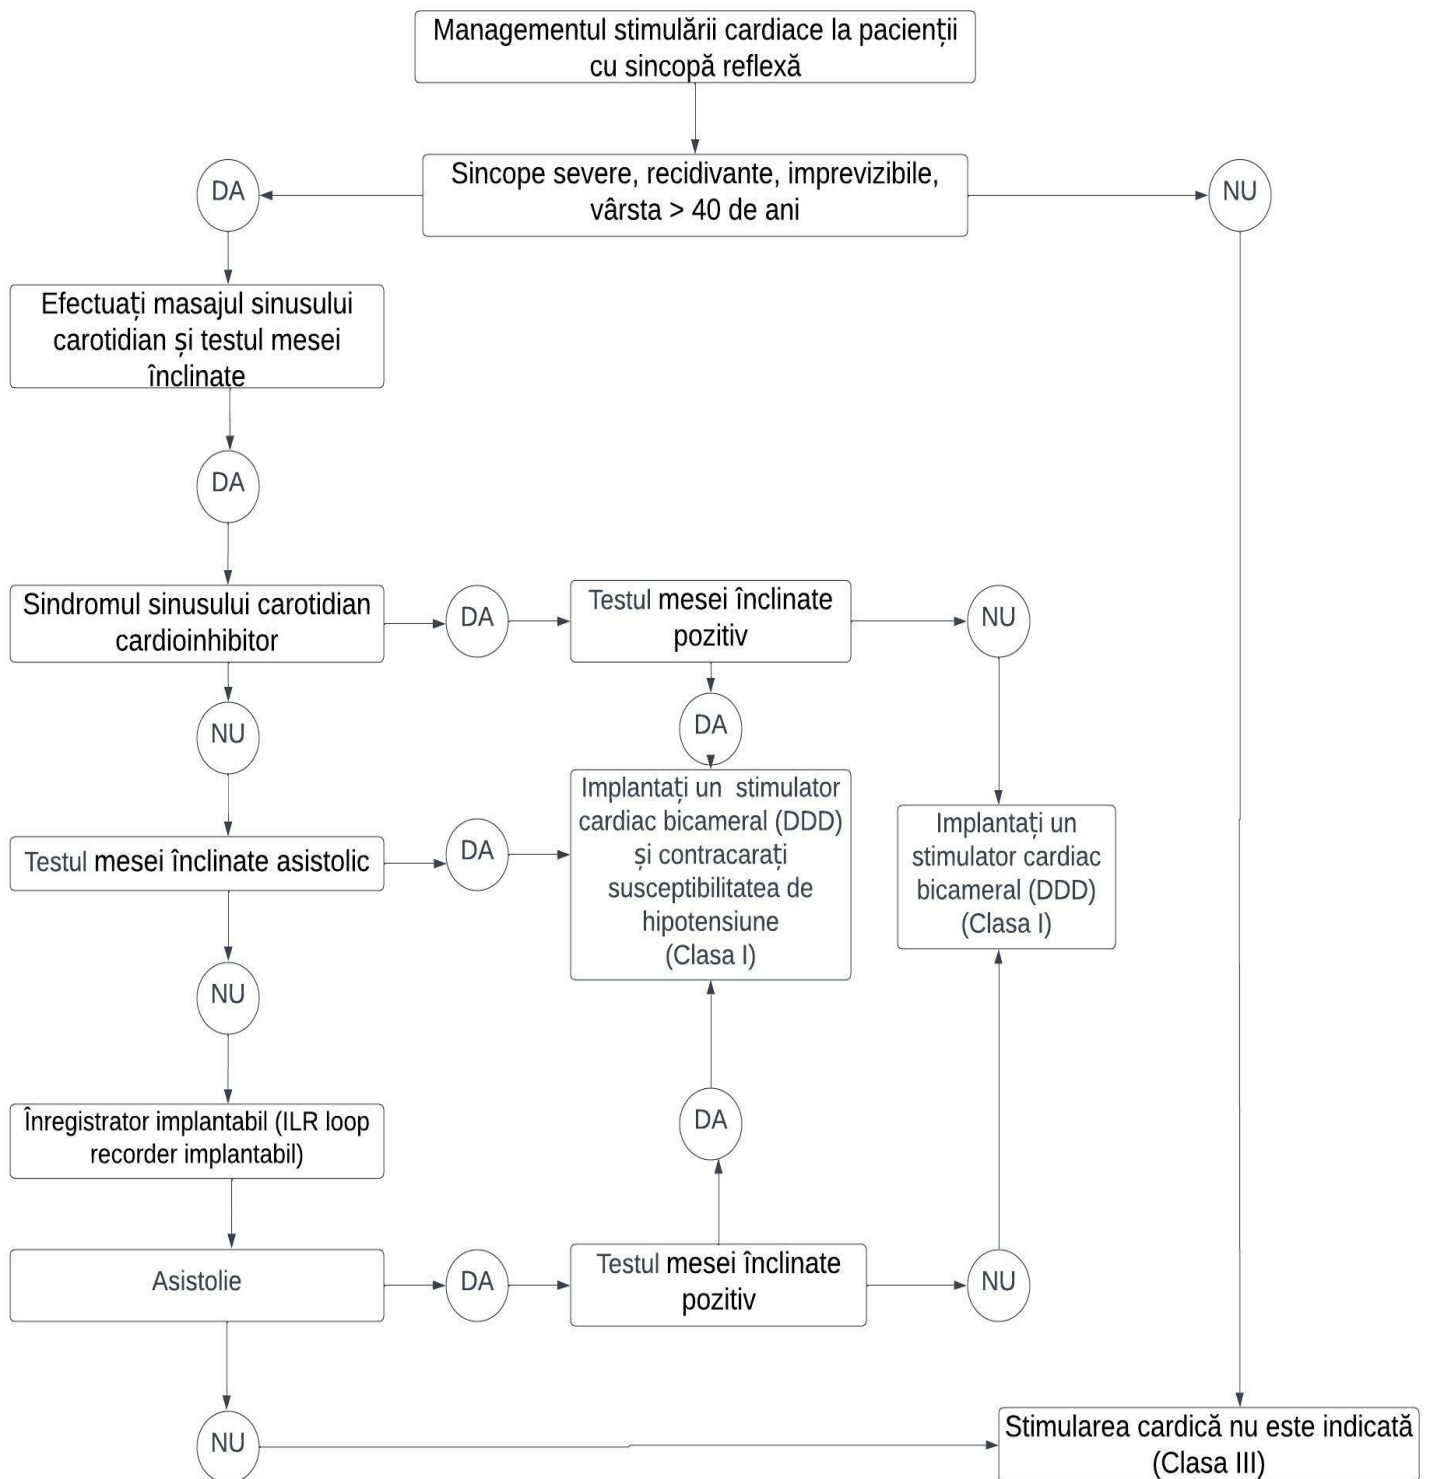 Managementul stimulării cardiace la pacienții
cu sincopă reflexă
Sincope severe, recidivante, imprevizibile,
vârsta > 40 de ani
DA
NU
Efectuați masajul sinusului
carotidian și testul mesei
înclinate
DA
Sindromul sinusului carotidian
cardioinhibitor
DA
Testul mesei înclinate
pozitiv
NU
NU
DA
Implantați un stimulator
cardiac bicameral (DDD)
și contracarați
susceptibilitatea de
hipotensiune
(Clasa I)
Implantați un
stimulator cardiac
bicameral (DDD)
(Clasa I)
Testul mesei înclinate asistolic
DA
NU
Înregistrator implantabil (ILR loop
recorder implantabil)
DA
Asistolie
DA
Testul mesei înclinate
pozitiv
NU
NU
Stimularea cardică nu este indicată
(Clasa III)